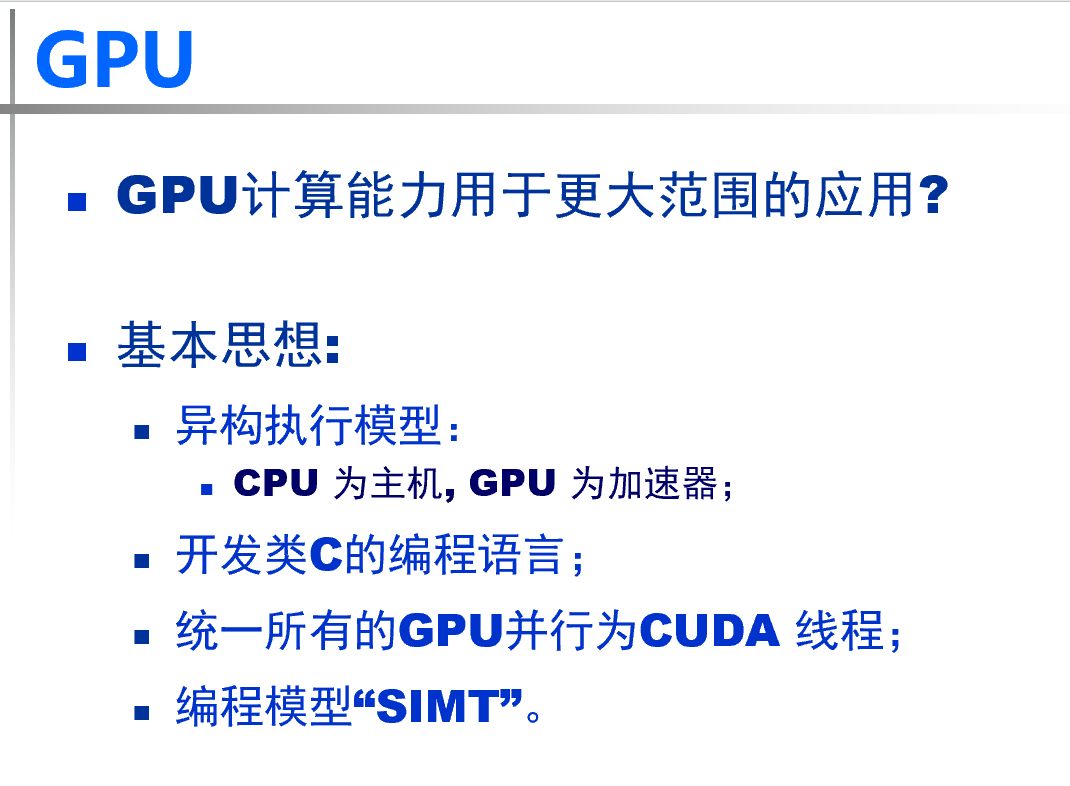 GPU
GPU计算能力用于更大范围的应用?
基本思想:
异构执行模型：
CPU 为主机, GPU 为加速器；
开发类C的编程语言；
统一所有的GPU并行为CUDA 线程；
编程模型“SIMT”。